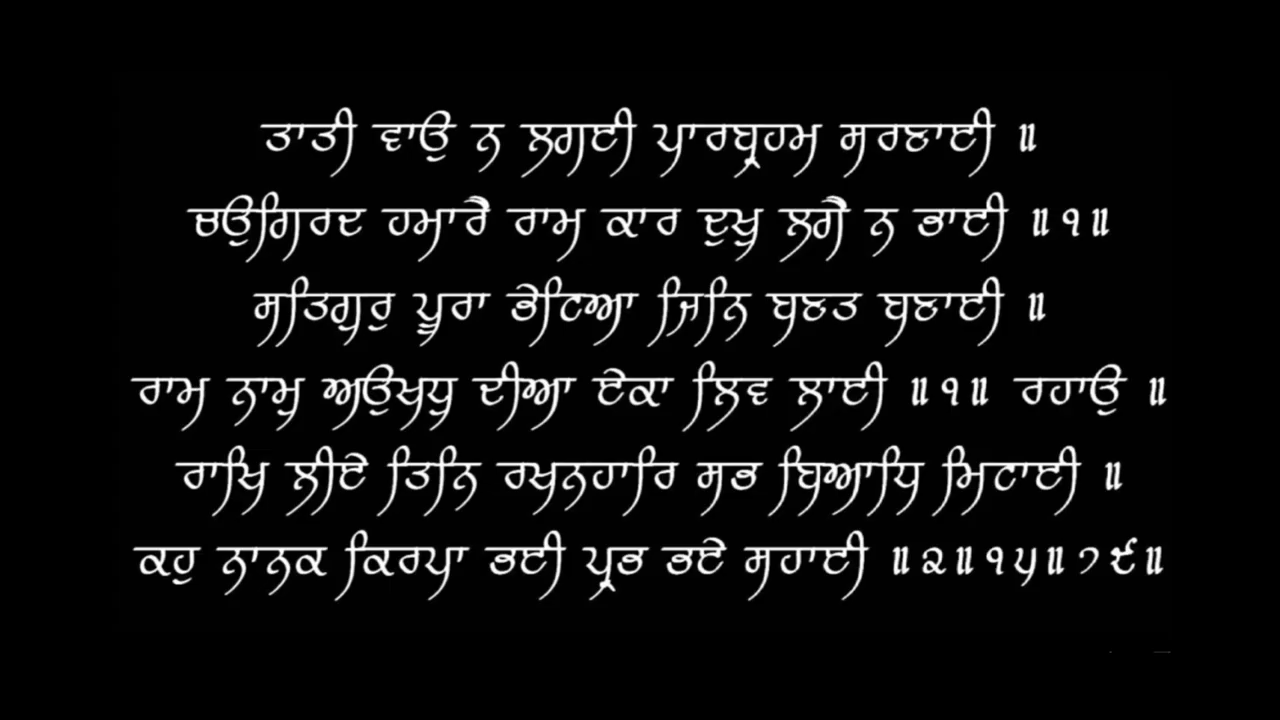 ਤਾਤੀ ਵਾਉ ਨ ਲਗਈ ਪਾਰਬ੍ਰਹਮ ਸਰਣਾਈ ॥
ਚਉਗਿਰਦ ਹਮਾਰੈ ਰਾਮ ਕਾਰ ਦੁਖੁ ਲਗੈ ਨ ਭਾਈ ॥੧॥
ਸਤਿਗੁਰੁ ਪੂਰਾ ਭੇਟਿਆ ਜਿਨਿ ਬਣਤ ਬਣਾਈ ॥
ਰਾਮ ਨਾਮੁ ਅਉਖਧੁ ਦੀਆ ਏਕਾ ਲਿਵ ਲਾਈ ॥੧॥ ਰਹਾਉ ॥
ਰਾਖਿ ਲੀਏ ਤਿਨਿ ਰਖਨਹਾਰਿ ਸਭ ਬਿਆਧਿ ਮਿਟਾਈ ॥
ਕਹੁ ਨਾਨਕ ਕਿਰਪਾ ਭਈ ਪ੍ਰਭ ਭਏ ਸਹਾਈ ॥੨॥੧੫॥੭੯॥